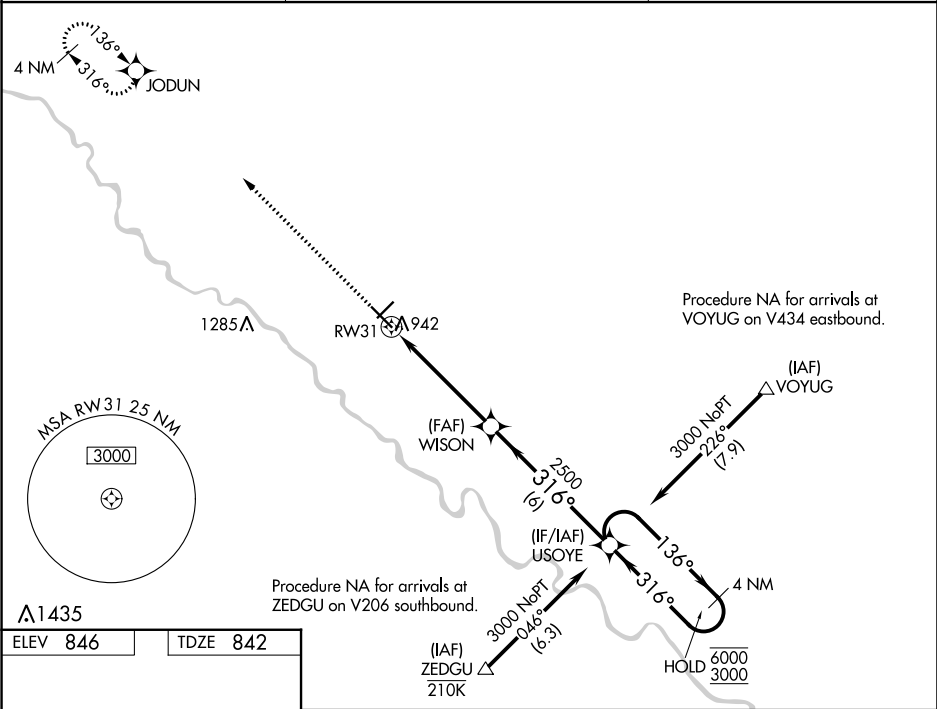 136°
4 NM
316°
JODUN
1285
RW31
942
Procedure NA for arrivals at
VOYUG on V434 eastbound.
(IAF)
VOYUG
3000 NoPT
226°
(7.9)
(FAF)
WISON
MSA RW31 25 NM
3000
2500
316°
(6)
(IF/IAF)
USOYE
136°
316°
4 NM
HOLD
6000
3000
Procedure NA for arrivals at
ZEDGU on V206 southbound.
3000 NoPT
046°
(6.3)
(IAF)
ZEDGU
210K
1435
ELEV 846
TDZE 842